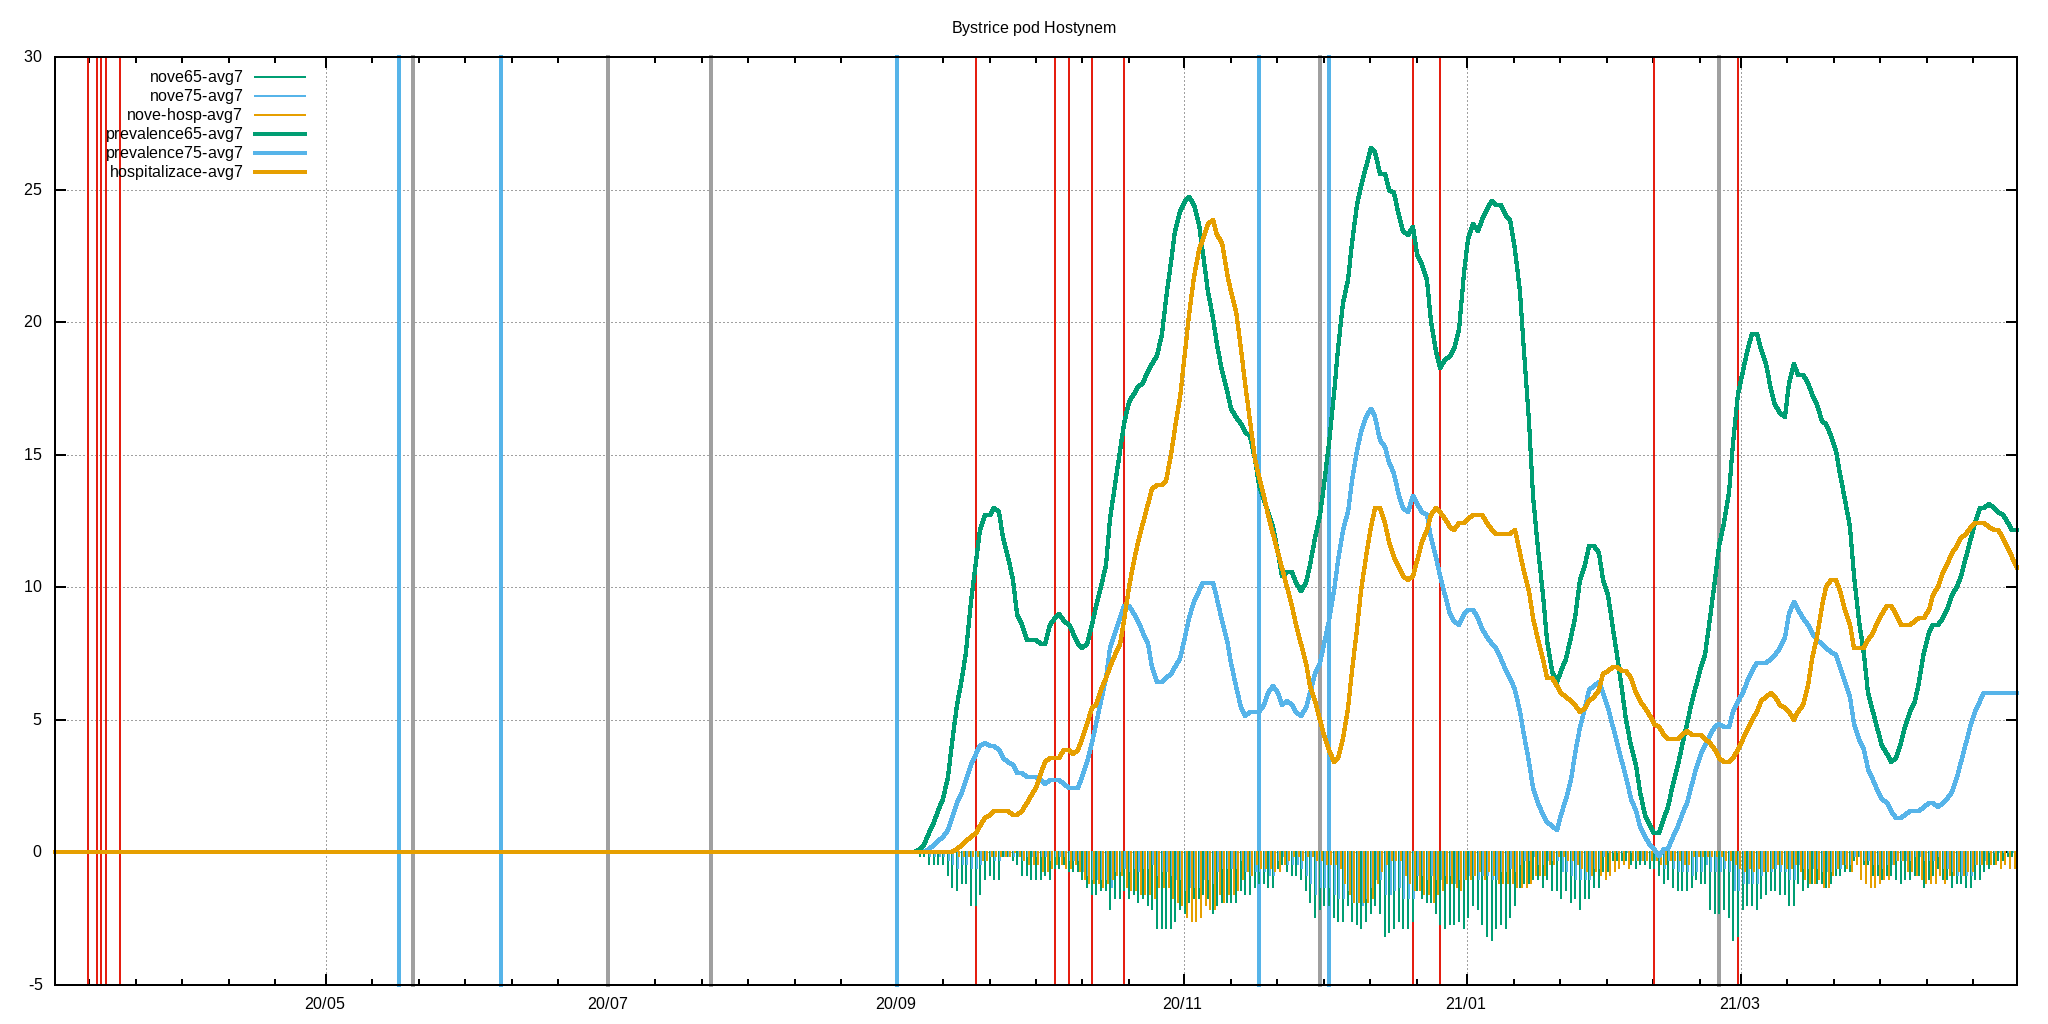 Bystrice pod Hostynem
30
25
20
15
10
5
0
-5
nove65-avg7
nove75-avg7
nove-hosp-avg7
prevalence65-avg7
prevalence75-avg7
hospitalizace-avg7
20/05 20/07 20/09 20/11 21/01 21/03